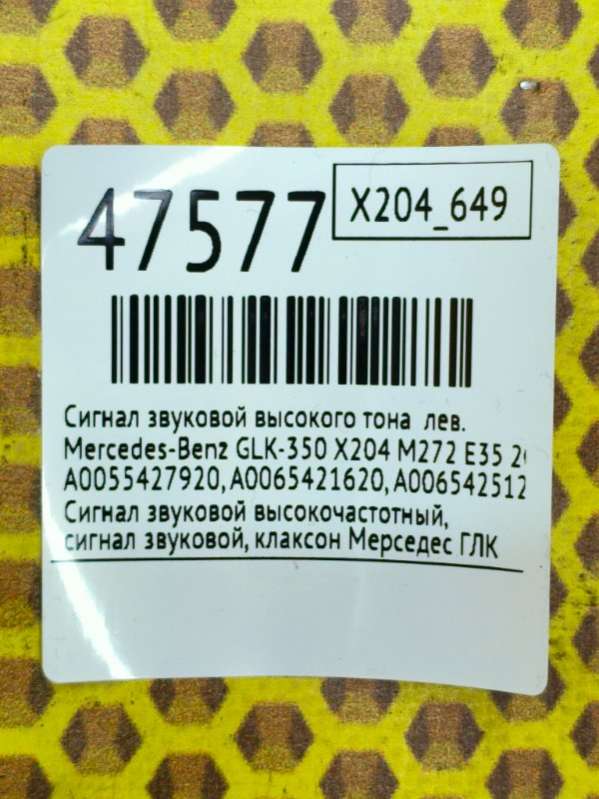 47577
X204_649
Сигнал звуковой высокого тона лев.
Mercedes-Benz GLK-350 X204 M272 E35
A0055427920, A0065421620, A006542512
Сигнал звуковой высокочастотный,
сигнал звуковой, клаксон Мерседес ГЛК